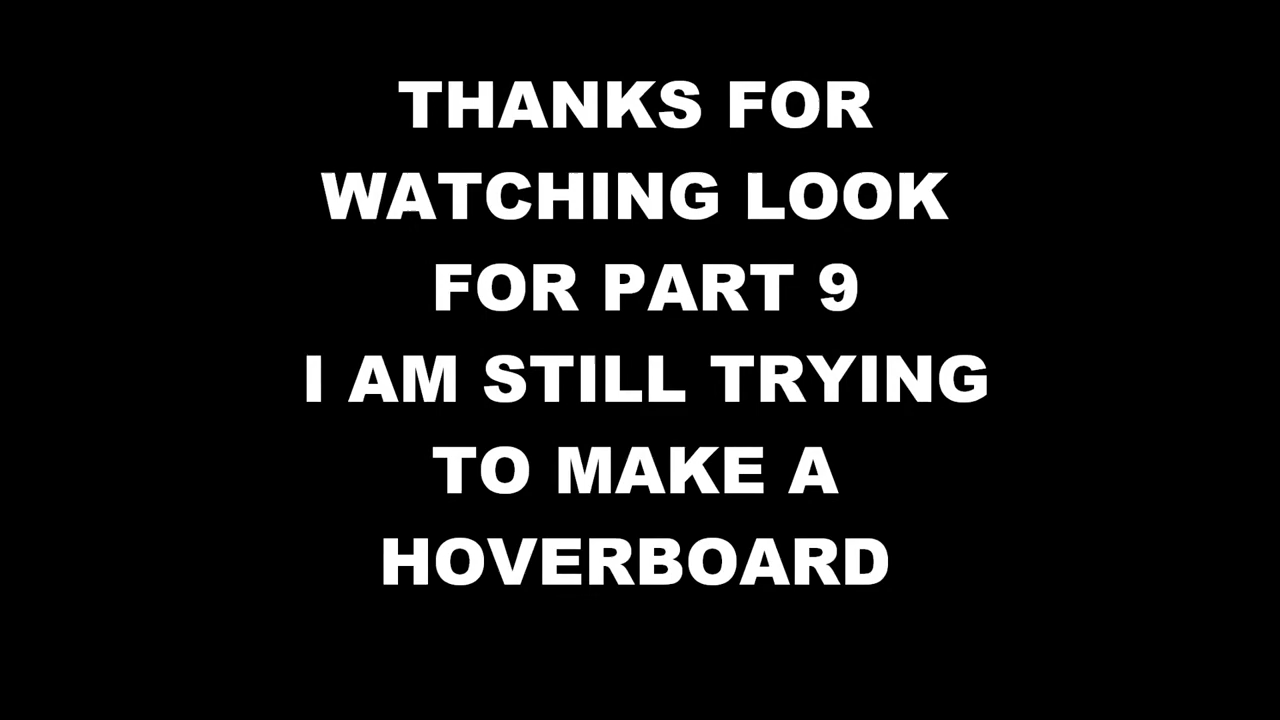 THANKS FOR
WATCHING LOOK
FOR PART 9
I AM STILL TRYING
TO MAKE A
HOVERBOARD